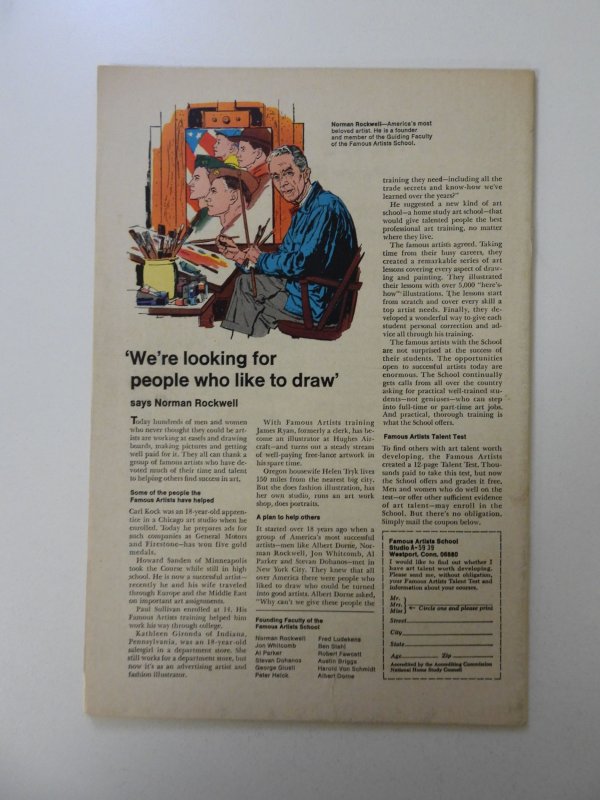 Norman Rockwell—America's most
beloved artist. He is a founder
and member of the Guiding Faculty
of the Famous Artists School.
'We're looking for
people who like to draw'
says Norman Rockwell
Today hundreds of men and women
who never thought they could be art-
ists are working at easels and drawing
boards, making pictures and getting
well paid for it. They all can thank a
group of famous artists who have de-
voted much of their time and talent
to helping others find success in art.
Some of the people the
Famous Artists have helped
Carl Kock was an 18-year-old appren-
tice in a Chicago art studio when he
enrolled. Today he prepares ads for
such companies as General Motors
and Firestone—has won five gold
medals.
Howard Sanden of Minneapolis
took the Course while still in high
school. He is now a successful artist—
recently he and his wife traveled
through Europe and the Middle East
on important art assignments.
Paul Sullivan enrolled at 14. His
Famous Artists training helped him
work his way through college.
Kathleen Gironda of Indiana,
Pennsylvania, was an 18-year-old
salesgirl in a department store. She
still works for a department store, but
now it's as an advertising artist and
fashion illustrator.
With Famous Artists training
James Ryan, formerly a clerk, has be-
come an illustrator at Hughes Air-
craft—and turns out a steady stream
of well-paying free-lance artwork in
his spare time.
Oregon housewife Helen Tryk lives
150 miles from the nearest big city.
But she does fashion illustration, has
her own studio, runs an art work
shop, does portraits.
A plan to help others
It started over 18 years ago when a
group of America's most successful
artists—men like Albert Dorne, Nor-
man Rockwell, Jon Whitcomb, Al
Parker and Stevan Dohanos—met in
New York City. They knew that all
over America there were people who
liked to draw who could be turned
into good artists. Albert Dorne asked,
"Why can't we give these people the
Founding Faculty of the
Famous Artists School
Norman Rockwell
Jon Whitcomb
Al Parker
Stevan Dohanos
George Giusti
Peter Helck
Fred Ludekens
Ben Stahl
Robert Fawcett
Austin Briggs
Harold Von Schmidt
Albert Dorne
training they need—including all the
trade secrets and know-how we've
learned over the years?"
He suggested a new kind of art
school—a home study art school—that
would give talented people the best
professional art training, no matter
where they live.
The famous artists agreed. Taking
time from their busy careers, they
created a remarkable series of art
lessons covering every aspect of draw-
ing and painting. They illustrated
their lessons with over 5,000 "here's-
how" illustrations. The lessons start
from scratch and cover every skill a
top artist needs. Finally, they de-
veloped a wonderful way to give each
student personal correction and ad-
vice all through his training.
The famous artists with the School
are not surprised at the success of
their students. The opportunities
open to successful artists today are
enormous. The School continually
gets calls from all over the country
asking for practical well-trained stu-
dents—not geniuses—who can step
into full-time or part-time art jobs.
And practical, thorough training is
what the School offers.
Famous Artists Talent Test
To find others with art talent worth
developing, the Famous Artists
created a 12-page Talent Test. Thou-
sands paid to take this test, but now
the School offers and grades it free.
Men and women who do well on the
test—or offer other sufficient evidence
of art talent—may enroll in the
School. But there's no obligation.
Simply mail the coupon below.
Famous Artists School
Studio A-5939
Westport, Conn. 06880
I would like to find out whether I
have art talent worth developing.
Please send me, without obligation,
your Famous Artists Talent Test and
information about your courses.
Mr.
Mrs.
Miss
Circle one and please print
Street
City
State
Age Zip
Accredited by the Accrediting Commission
National Home Study Council